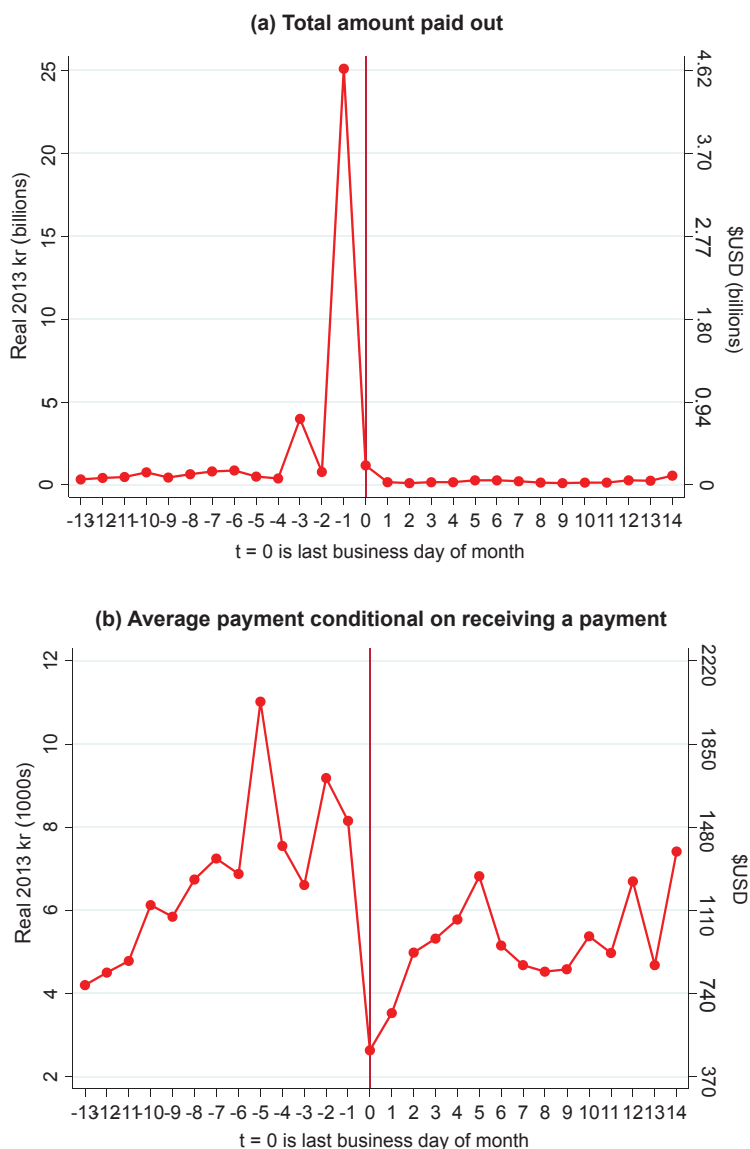 (a) Total amount paid out
Real 2013 kr (billions)
25
20
15
10
5
0
$USD (billions)
4.62
3.70
2.77
1.80
0.94
0
-13 -12 -11 -10 -9 -8 -7 -6 -5 -4 -3 -2 -1 0 1 2 3 4 5 6 7 8 9 10 11 12 13 14
t = 0 is last business day of month
(b) Average payment conditional on receiving a payment
Real 2013 kr (1000s)
12
10
8
6
4
2
$USD
2220
1850
1480
1110
740
370
-13 -12 -11 -10 -9 -8 -7 -6 -5 -4 -3 -2 -1 0 1 2 3 4 5 6 7 8 9 10 11 12 13 14
t = 0 is last business day of month